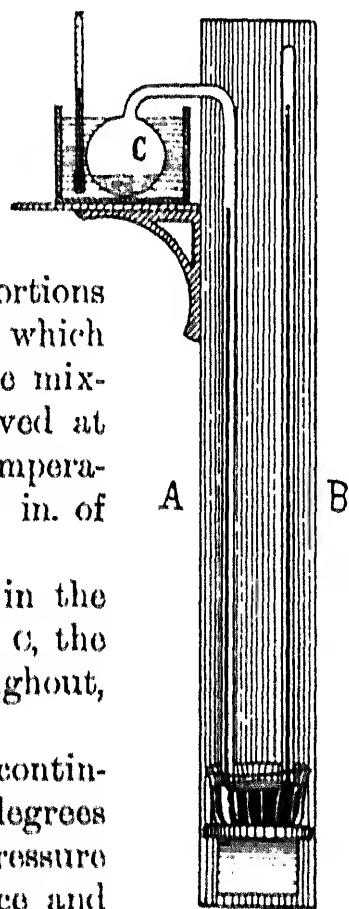 C
ortions
which
e mix-
ved at
mpera-
in. of
A
B
in the
C, the
ghout,
contin-
legrees
ressure
ce and